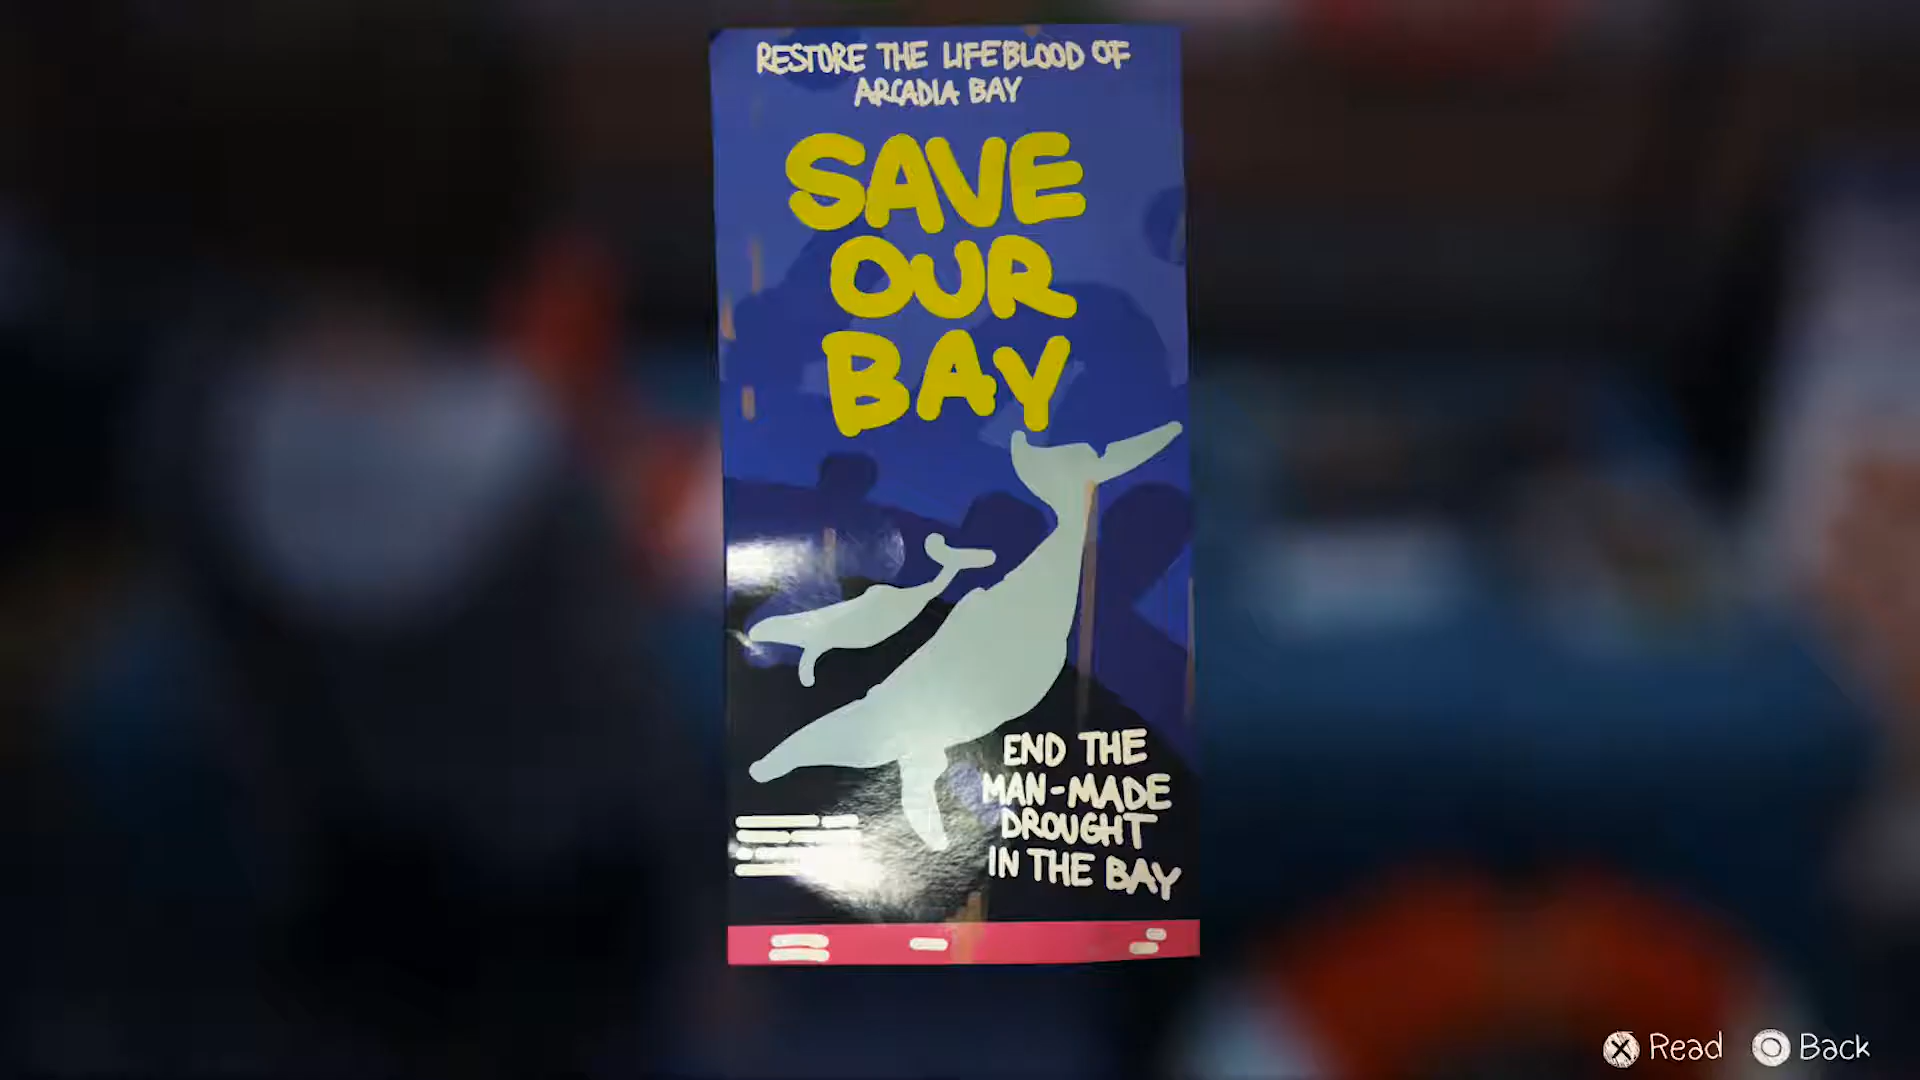 RESTORE THE LIFEBLOOD OF
ARCADIA BAY
SAVE
OUR
BAY
END THE
MAN-MADE
DROUGHT
IN THE BAY
Read
Back